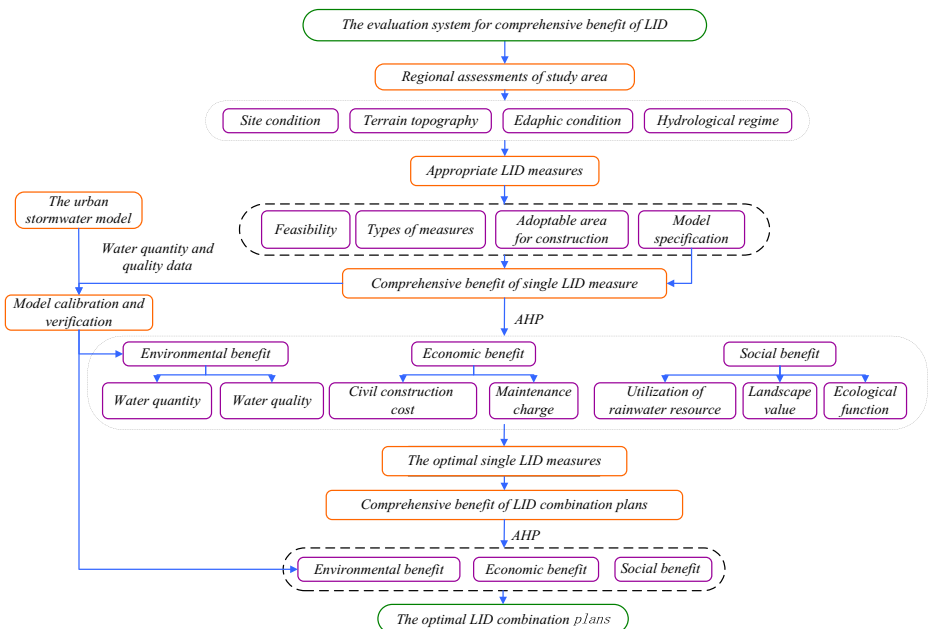 The evaluation system for comprehensive benefit of LID
Regional assessments of study area
Site condition
Terrain topography
Edaphic condition
Hydrological regime
Appropriate LID measures
The urban
stormwater model
Feasibility
Types of measures
Adoptable area
for construction
Model
specification
Water quantity and
quality data
Comprehensive benefit of single LID measure
Model calibration and
verification
AHP
Environmental benefit
Economic benefit
Social benefit
Water quantity
Water quality
Civil construction
cost
Maintenance
charge
Utilization of
rainwater resource
Landscape
value
Ecological
function
The optimal single LID measures
Comprehensive benefit of LID combination plans
AHP
Environmental benefit
Economic benefit
Social benefit
The optimal LID combination plans